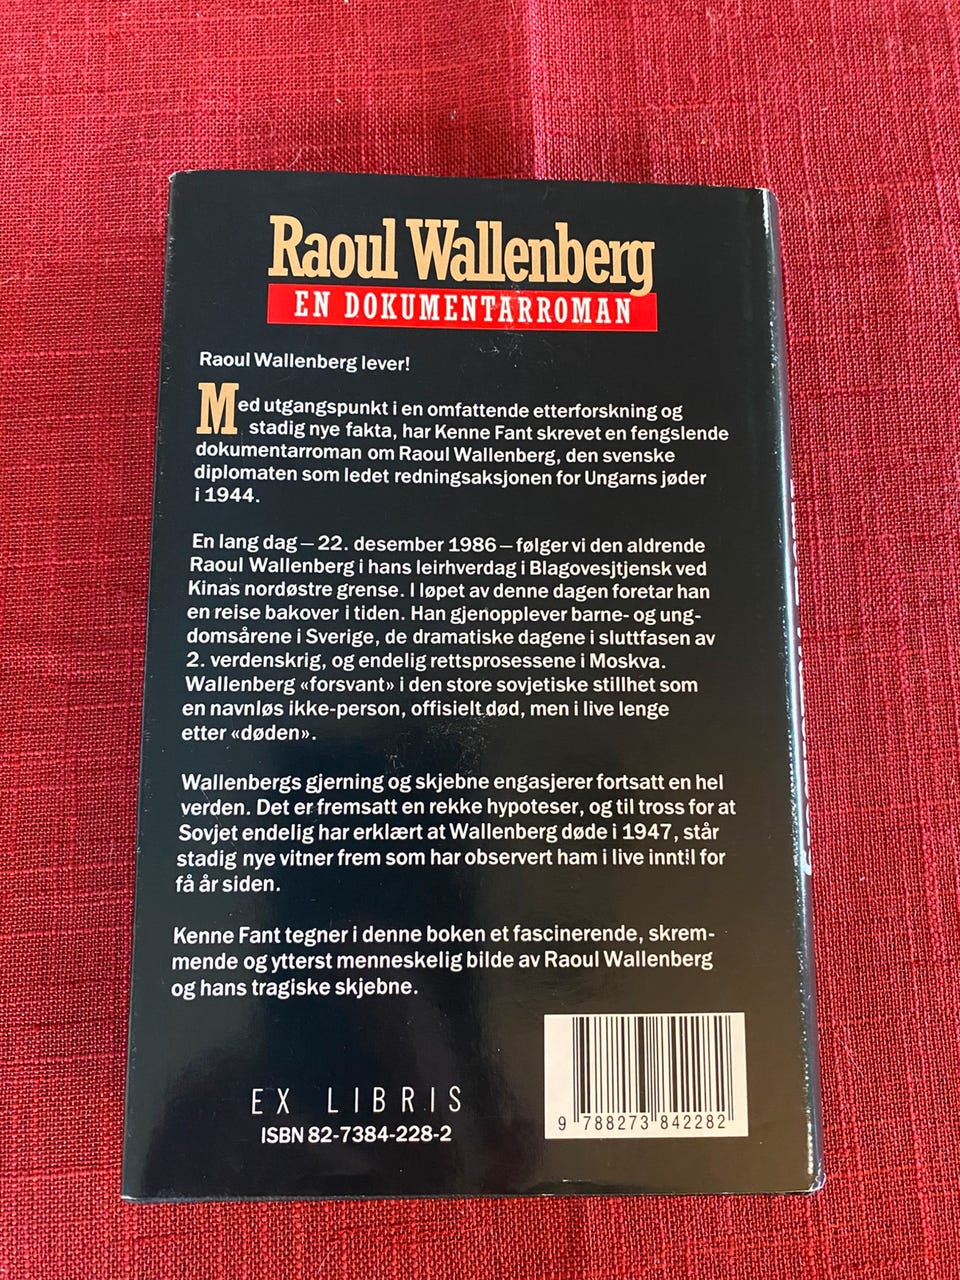 Raoul Wallenberg
EN DOKUMENTARROMAN
Raoul Wallenberg lever!
Med utgangspunkt i en omfattende etterforskning og
stadig nye fakta, har Kenne Fant skrevet en fengslende
dokumentarroman om Raoul Wallenberg, den svenske
diplomaten som ledet redningsaksjonen for Ungarns jøder
i 1944.
En lang dag – 22. desember 1986 – følger vi den aldrende
Raoul Wallenberg i hans leirhverdag i Blagovesjtjensk ved
Kinas nordøstre grense. I løpet av denne dagen foretar han
en reise bakover i tiden. Han gjenopplever barne- og ung-
domsårene i Sverige, de dramatiske dagene i sluttfasen av
2. verdenskrig, og endelig rettsprosessene i Moskva.
Wallenberg «forsvant» i den store sovjetiske stillhet som
en navnløs ikke-person, offisielt død, men i live lenge
etter «døden».
Wallenbergs gjerning og skjebne engasjerer fortsatt en hel
verden. Det er fremsatt en rekke hypoteser, og til tross for at
Sovjet endelig har erklært at Wallenberg døde i 1947, står
stadig nye vitner frem som har observert ham i live inntil for
få år siden.
Kenne Fant tegner i denne boken et fascinerende, skrem-
mende og ytterst menneskelig bilde av Raoul Wallenberg
og hans tragiske skjebne.
EX LIBRIS
ISBN 82-7384-228-2
9 788273 842282